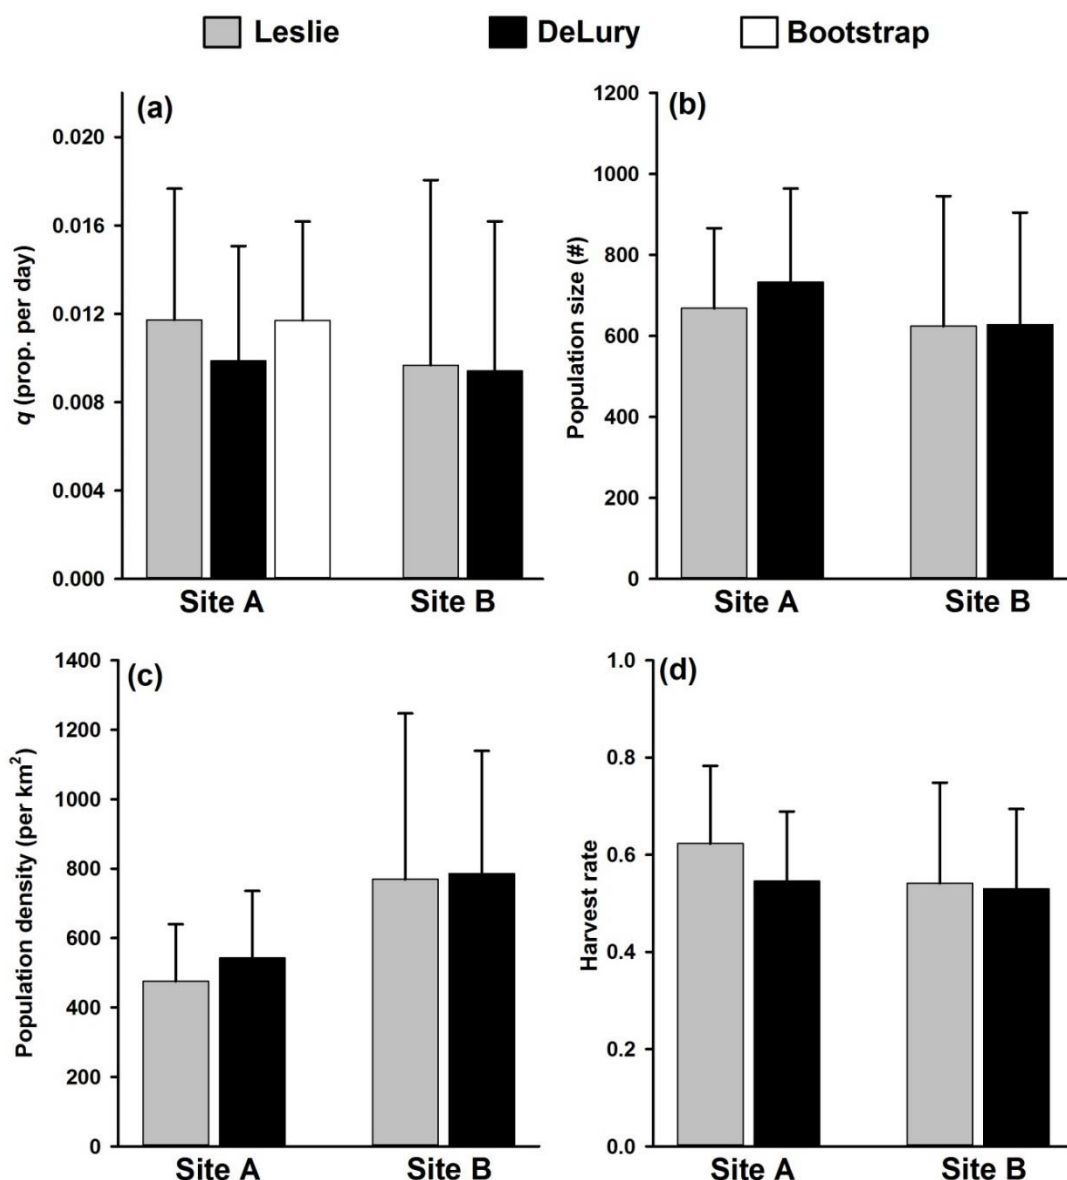 Leslie DeLury Bootstrap
(a)
q (prop. per day)
0.020
0.016
0.012
0.008
0.004
0.000
Site A Site B
(b)
Population size (#)
1200
1000
800
600
400
200
0
Site A Site B
(c)
Population density (per km²)
1400
1200
1000
800
600
400
200
0
Site A Site B
(d)
Harvest rate
1.0
0.8
0.6
0.4
0.2
0.0
Site A Site B